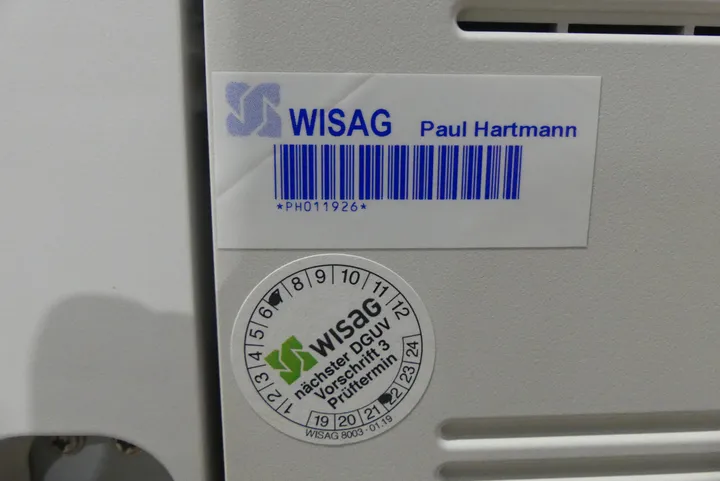 WISAG Paul Hartmann
*PH011926*
1 2 3 4 5 6 8 9 10 11 12
WISAG
nächster DGUV
Vorschrift 3
Prüftermin
19 20 21 22 23 24
WISAG 8003 · 01.19